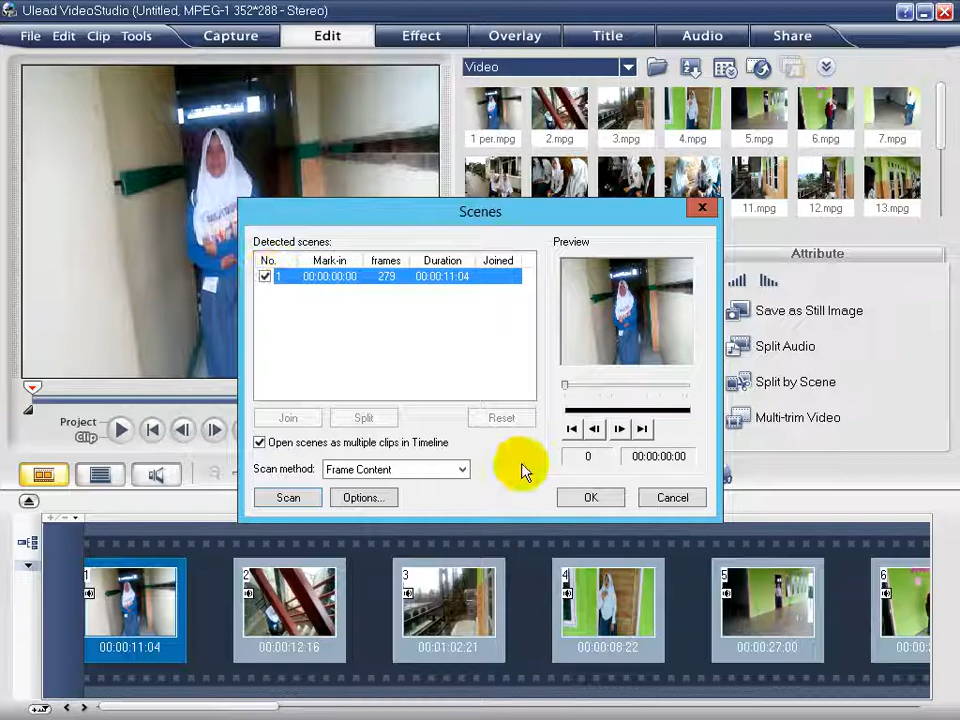 Ulead VideoStudio (Untitled, MPEG-1 352*288 - Stereo)
File Edit Clip Tools Capture Edit Effect Overlay Title Audio Share
Video
1 per.mpg 2.mpg 3.mpg 4.mpg 5.mpg 6.mpg 7.mpg
11.mpg 12.mpg 13.mpg
Scenes
Detected scenes:
Preview
No. Mark-in frames Duration Joined
1 00:00:00:00 279 00:00:11:04
Attribute
Save as Still Image
Split Audio
Split by Scene
Multi-trim Video
Join Split Reset
Project
Clip
Open scenes as multiple clips in Timeline
0 00:00:00:00
Scan method: Frame Content
Scan Options... OK Cancel
1 2 3 4 5 6
00:00:11:04 00:00:12:16 00:01:02:21 00:00:08:22 00:00:27:00